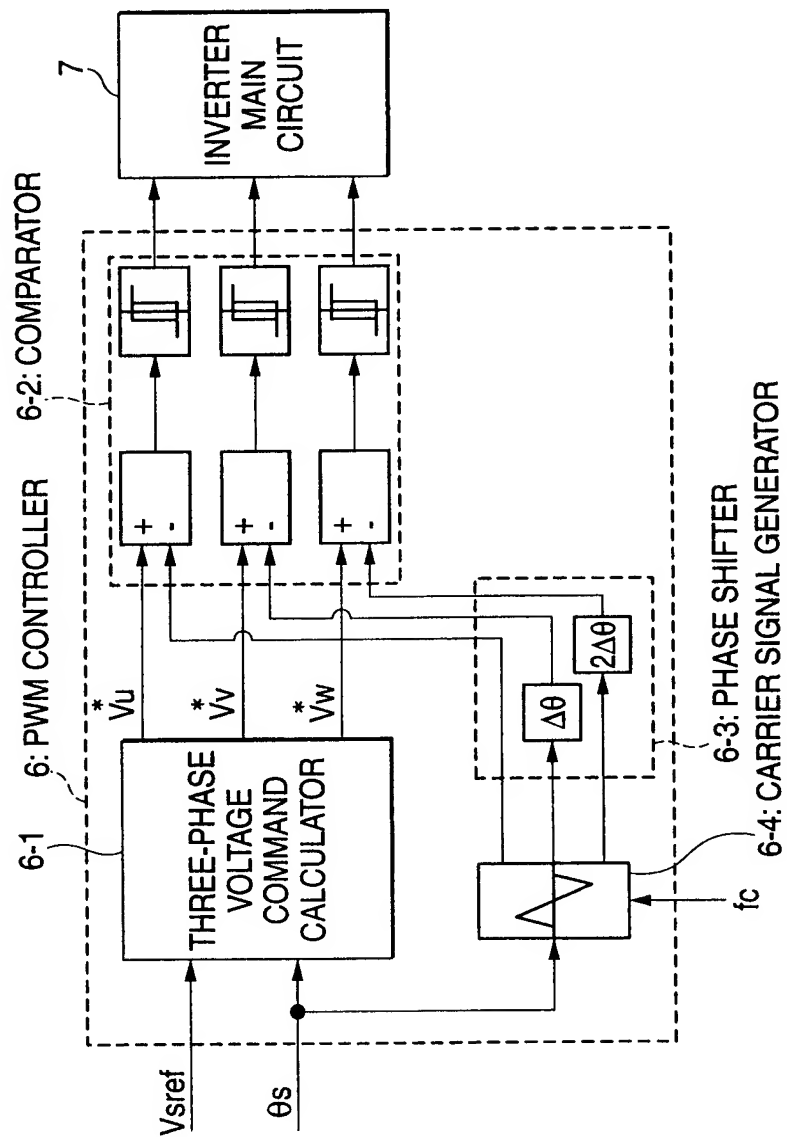 7
INVERTER
MAIN
CIRCUIT
6-2: COMPARATOR
6: PWM CONTROLLER
6-1
+
-
+
-
+
-
Vu*
Vv*
Vw*
THREE-PHASE
VOLTAGE
COMMAND
CALCULATOR
Δθ
2Δθ
6-3: PHASE SHIFTER
6-4: CARRIER SIGNAL GENERATOR
fc
Vsref
θs